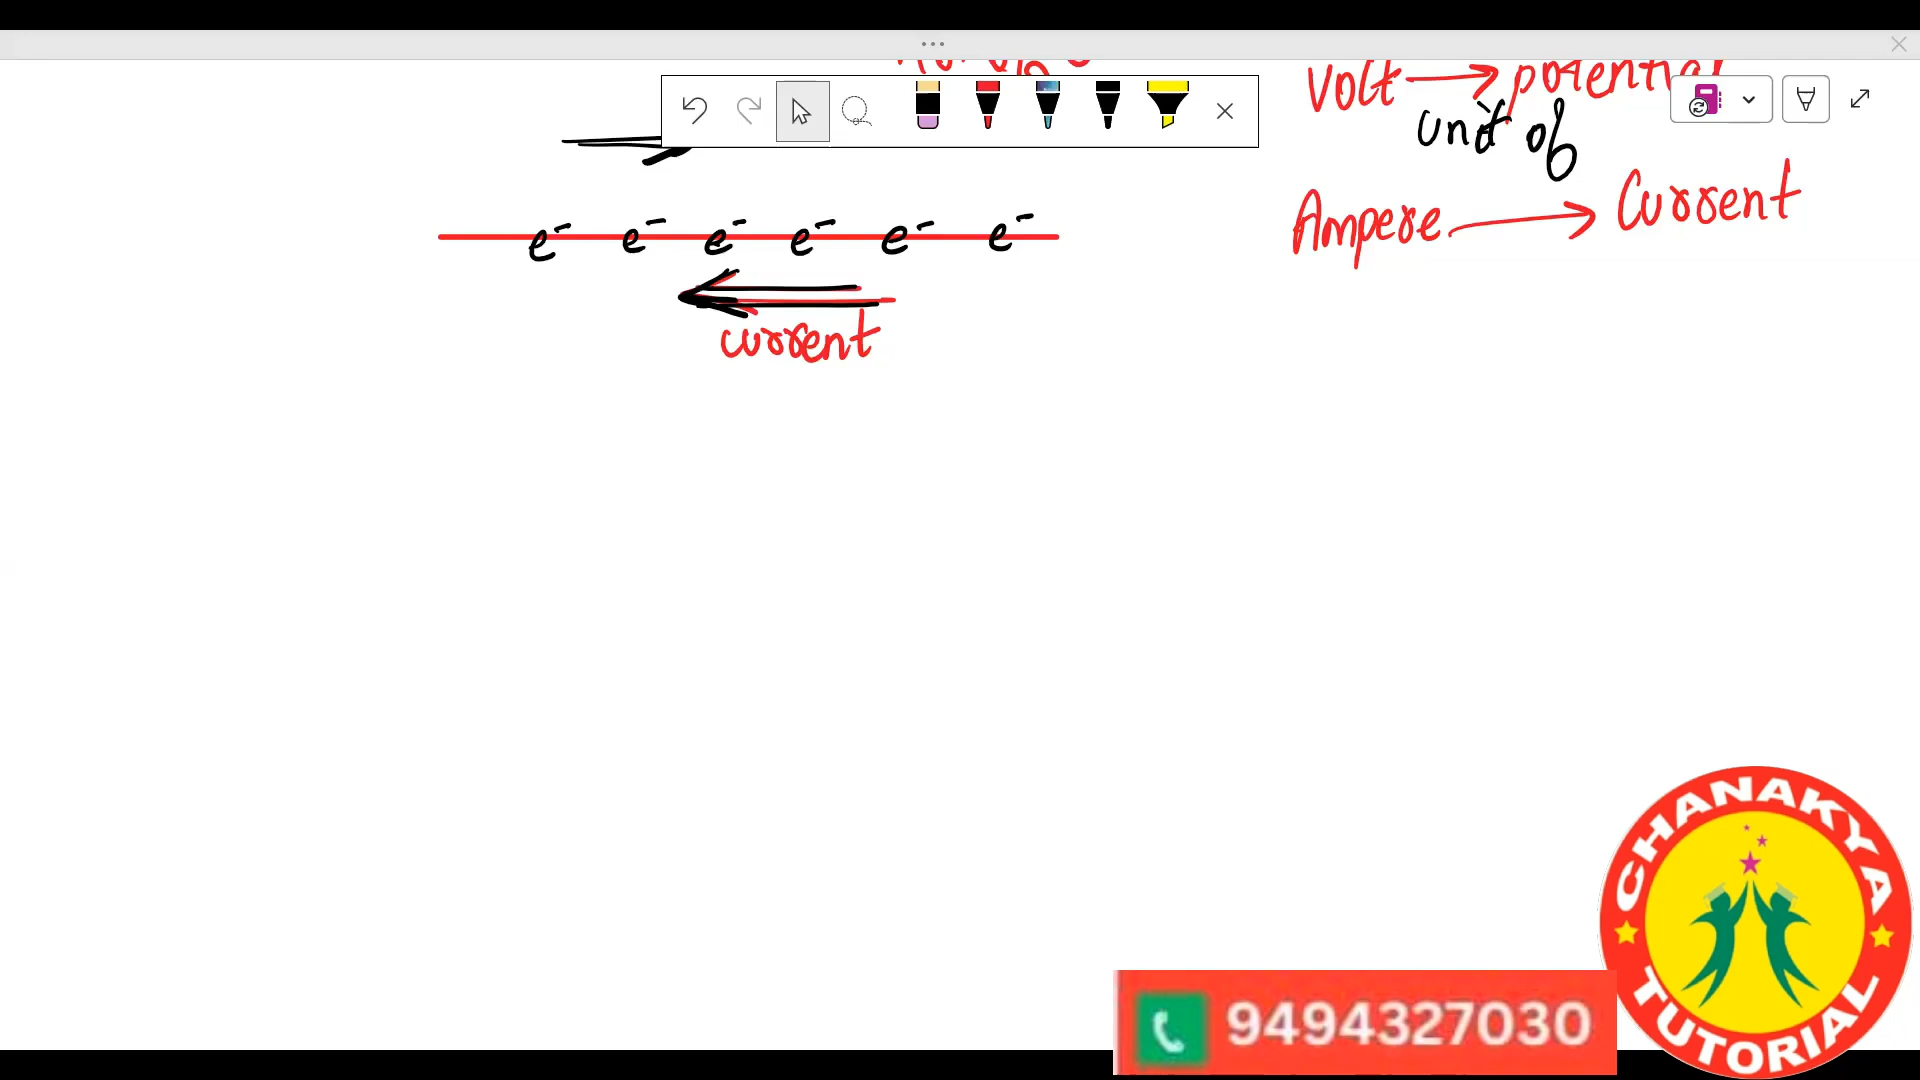 Volt → potential
unit of
Ampere → Current
e⁻ e⁻ e⁻ e⁻ e⁻ e⁻
current
CHANAKYA
TUTORIAL
9494327030